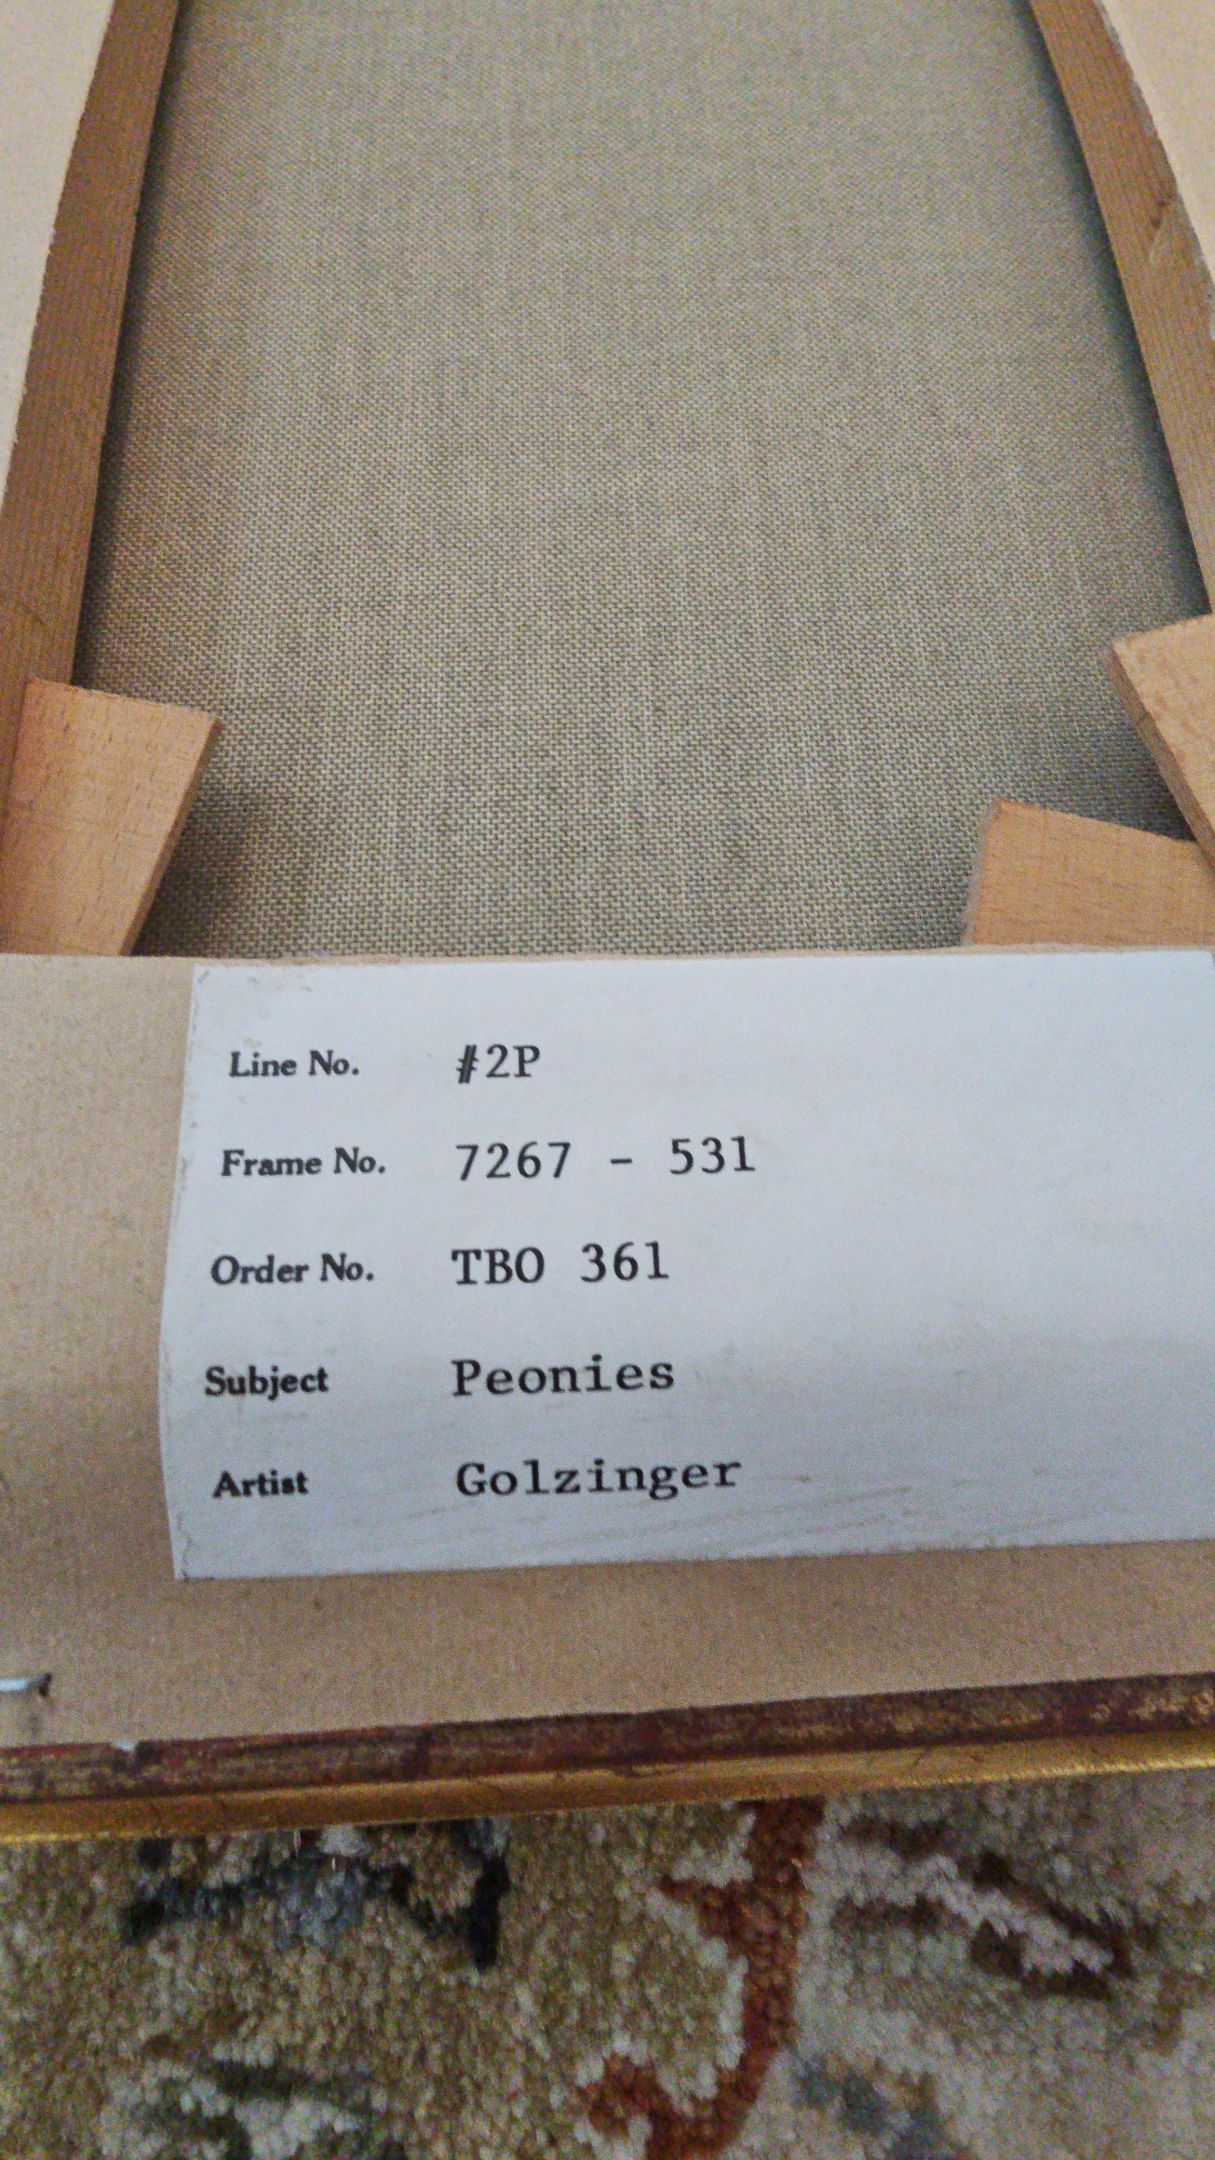 Line No. #2P
Frame No. 7267 - 531
Order No. TBO 361
Subject Peonies
Artist Golzinger